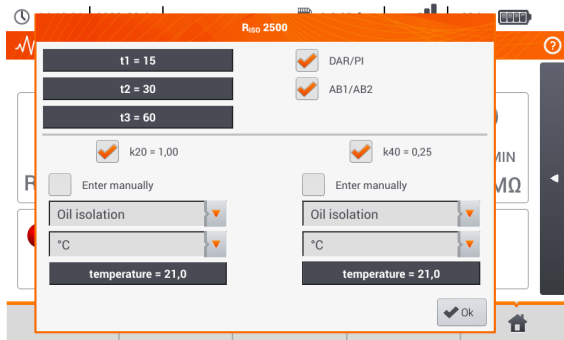 R_ISO 2500
t1 = 15
DAR/PI
t2 = 30
AB1/AB2
t3 = 60
k20 = 1,00
k40 = 0,25
Enter manually
Enter manually
Oil isolation
Oil isolation
°C
°C
temperature = 21,0
temperature = 21,0
Ok
R
MIN
MΩ